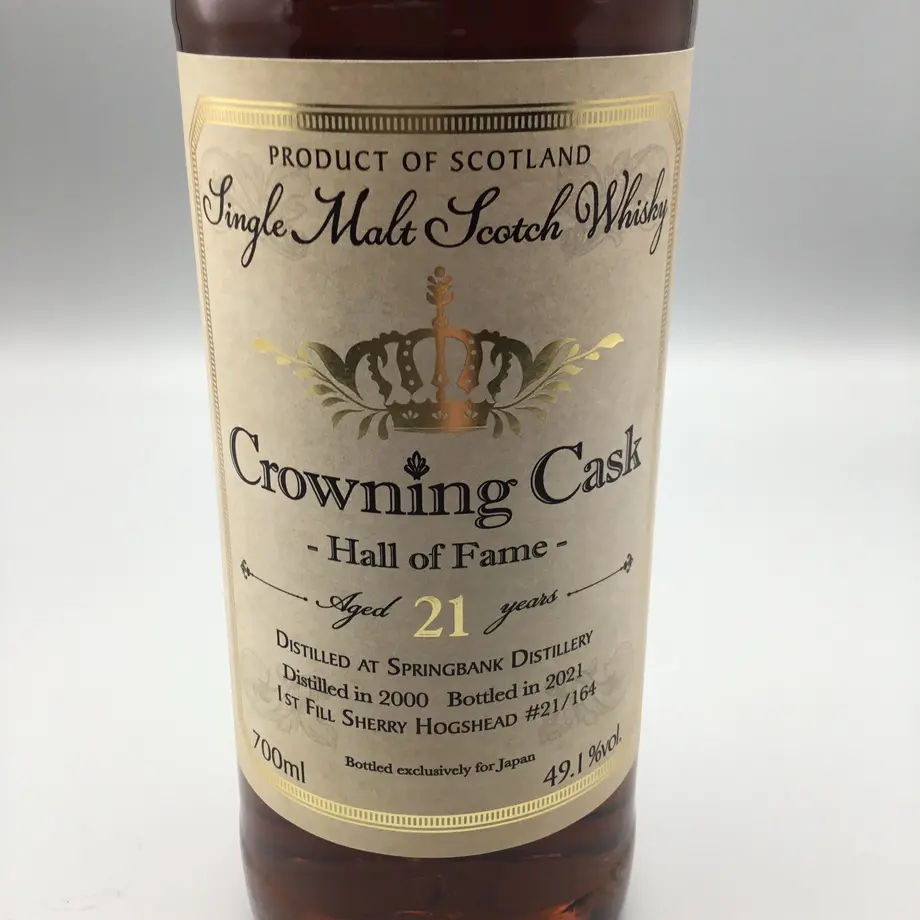 PRODUCT OF SCOTLAND
Single Malt Scotch Whisky
Crowning Cask
- Hall of Fame -
Aged 21 years
DISTILLED AT SPRINGBANK DISTILLERY
Distilled in 2000 Bottled in 2021
1ST FILL SHERRY HOGSHEAD #21/164
700ml
Bottled exclusively for Japan
49.1%vol.